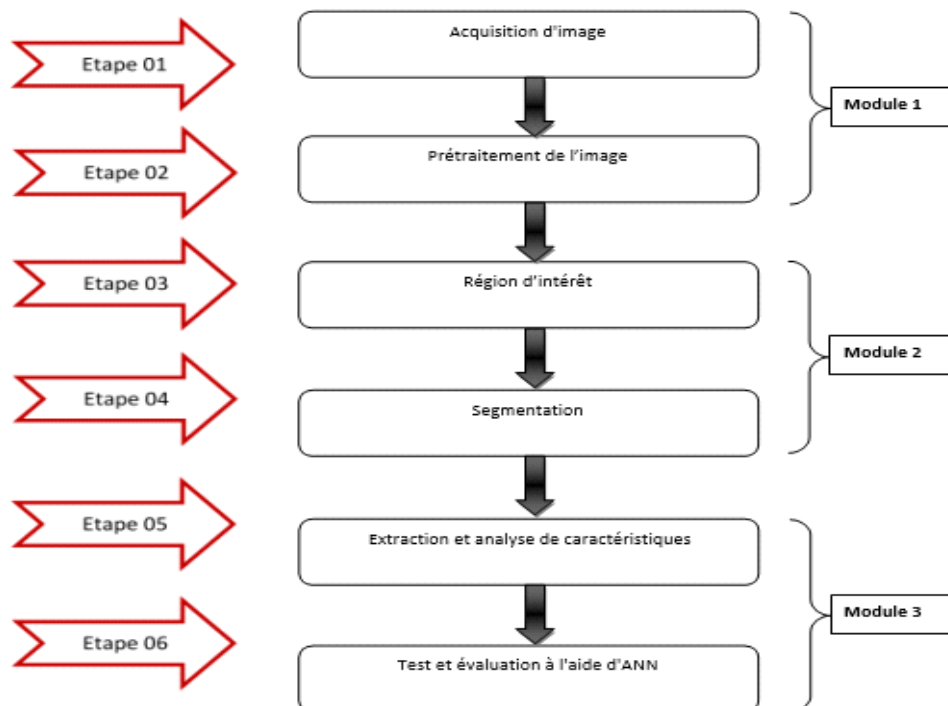 Etape 01
Acquisition d'image
Module 1
Etape 02
Prétraitement de l'image
Etape 03
Région d'intérêt
Module 2
Etape 04
Segmentation
Etape 05
Extraction et analyse de caractéristiques
Module 3
Etape 06
Test et évaluation à l'aide d'ANN